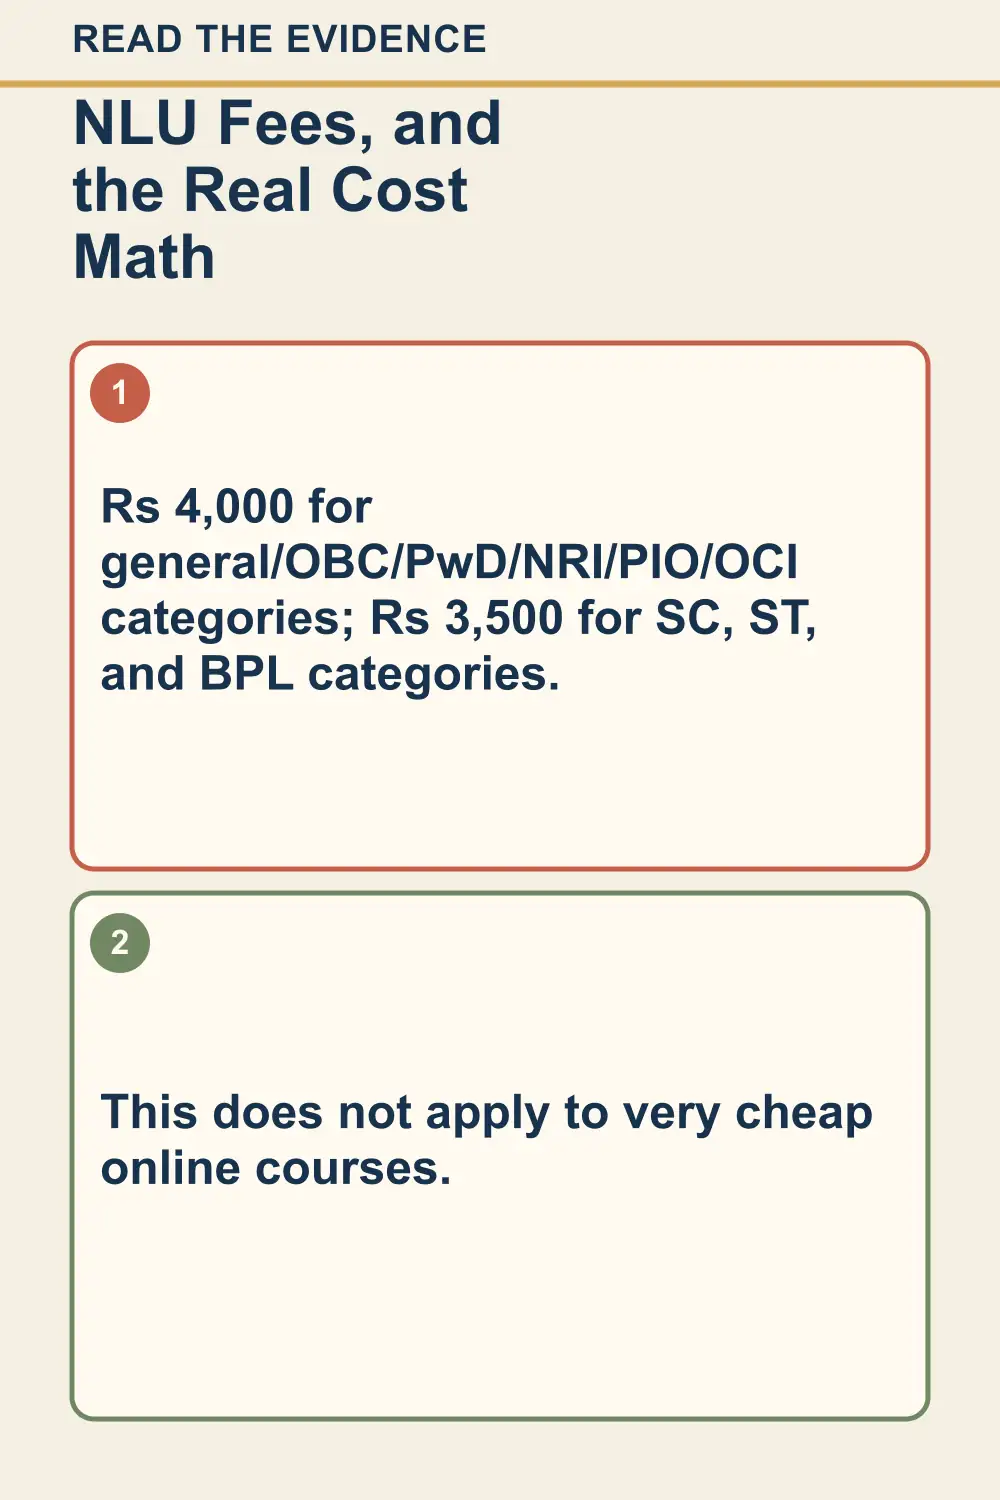 READ THE EVIDENCE
NLU Fees, and
the Real Cost
Math
1
Rs 4,000 for
general/OBC/PwD/NRI/PIO/OCI
categories; Rs 3,500 for SC, ST,
and BPL categories.
2
This does not apply to very cheap
online courses.